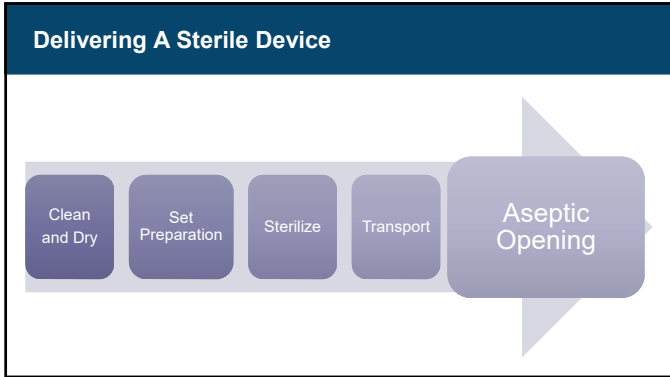 Delivering A Sterile Device
Clean
and Dry
Set
Preparation
Sterilize
Transport
Aseptic
Opening